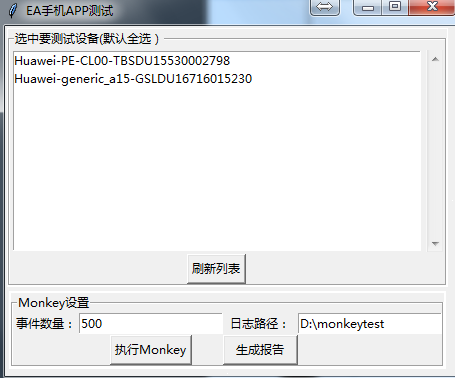 EA手机APP测试
选中要测试设备(默认全选）
Huawei-PE-CL00-TBSDU15530002798
Huawei-generic_a15-GSLDU16716015230
刷新列表
Monkey设置
事件数量： 500 日志路径： D:\monkeytest
执行Monkey 生成报告